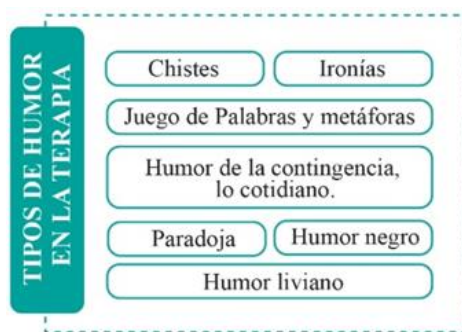 TIPOS DE HUMOR
EN LA TERAPIA
Chistes
Ironías
Juego de Palabras y metáforas
Humor de la contingencia,
lo cotidiano.
Paradoja
Humor negro
Humor liviano